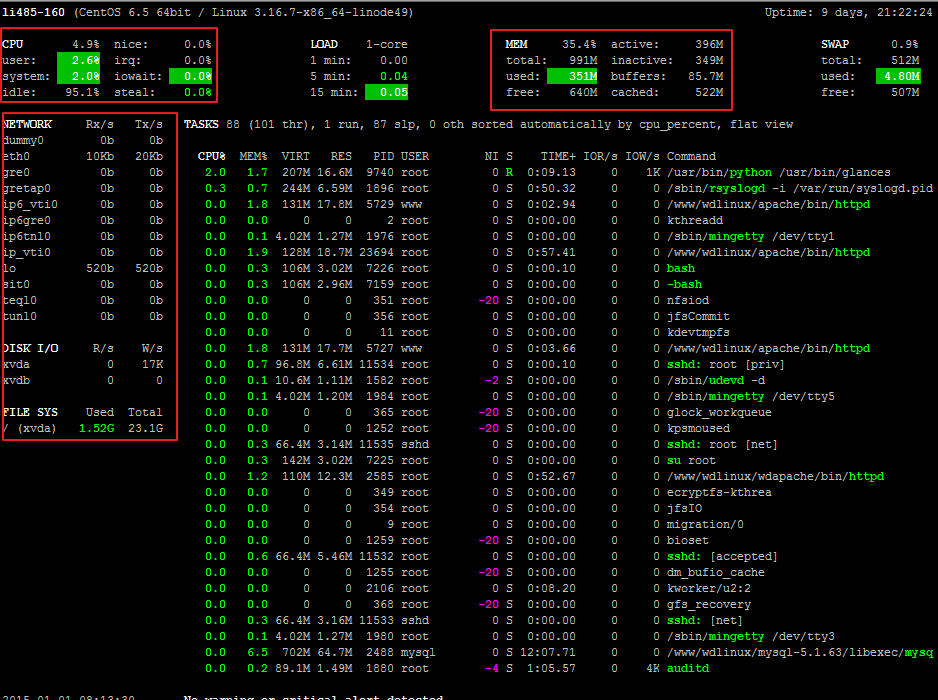 li485-160 (CentOS 6.5 64bit / Linux 3.16.7-x86_64-linode49) Uptime: 9 days, 21:22:24
CPU 4.9% nice: 0.0% LOAD 1-core MEM 35.4% active: 396M SWAP 0.9%
user: 2.6% irq: 0.0% 1 min: 0.00 total: 991M inactive: 349M total: 512M
system: 2.0% iowait: 0.0% 5 min: 0.04 used: 351M buffers: 85.7M used: 4.80M
idle: 95.1% steal: 0.0% 15 min: 0.05 free: 640M cached: 522M free: 507M
NETWORK Rx/s Tx/s TASKS 88 (101 thr), 1 run, 87 slp, 0 oth sorted automatically by cpu_percent, flat view
dummy0 0b 0b
eth0 10Kb 20Kb CPU% MEM% VIRT RES PID USER NI S TIME+ IOR/s IOW/s Command
gre0 0b 0b 2.0 1.7 207M 16.6M 9740 root 0 R 0:09.13 0 1K /usr/bin/python /usr/bin/glances
gretap0 0b 0b 0.3 0.7 244M 6.59M 1896 root 0 S 0:50.32 0 0 /sbin/rsyslogd -i /var/run/syslogd.pid
ip6_vti0 0b 0b 0.0 1.8 131M 17.8M 5729 www 0 S 0:02.94 0 0 /www/wdlinux/apache/bin/httpd
ip6gre0 0b 0b 0.0 0.0 0 0 2 root 0 S 0:00.00 0 0 kthreadd
ip6tnl0 0b 0b 0.0 0.1 4.02M 1.27M 1976 root 0 S 0:00.00 0 0 /sbin/mingetty /dev/tty1
ip_vti0 0b 0b 0.0 1.9 128M 18.7M 23694 root 0 S 0:57.41 0 0 /www/wdlinux/apache/bin/httpd
lo 520b 520b 0.0 0.3 106M 3.02M 7226 root 0 S 0:00.10 0 0 bash
sit0 0b 0b 0.0 0.3 106M 2.96M 7159 root 0 S 0:00.00 0 0 -bash
teql0 0b 0b 0.0 0.0 0 0 351 root -20 S 0:00.00 0 0 nfsiod
tunl0 0b 0b 0.0 0.0 0 0 356 root 0 S 0:00.00 0 0 jfsCommit
0.0 0.0 0 0 11 root 0 S 0:00.00 0 0 kdevtmpfs
DISK I/O R/s W/s 0.0 1.8 131M 17.7M 5727 www 0 S 0:03.66 0 0 /www/wdlinux/apache/bin/httpd
xvda 0 17K 0.0 0.7 96.8M 6.61M 11534 root 0 S 0:00.10 0 0 sshd: root [priv]
xvdb 0 0 0.0 0.1 10.6M 1.11M 1582 root -2 S 0:00.00 0 0 /sbin/udevd -d
0.0 0.1 4.02M 1.20M 1984 root 0 S 0:00.00 0 0 /sbin/mingetty /dev/tty5
FILE SYS Used Total 0.0 0.0 0 0 365 root -20 S 0:00.00 0 0 glock_workqueue
/ (xvda) 1.52G 23.1G 0.0 0.0 0 0 1252 root -20 S 0:00.00 0 0 kpsmoused
0.0 0.3 66.4M 3.14M 11535 sshd 0 S 0:00.00 0 0 sshd: root [net]
0.0 0.3 142M 3.02M 7225 root 0 S 0:00.00 0 0 su root
0.0 1.2 110M 12.3M 2585 root 0 S 0:52.67 0 0 /www/wdlinux/wdapache/bin/httpd
0.0 0.0 0 0 349 root 0 S 0:00.00 0 0 ecryptfs-kthrea
0.0 0.0 0 0 354 root 0 S 0:00.00 0 0 jfsIO
0.0 0.0 0 0 9 root 0 S 0:00.00 0 0 migration/0
0.0 0.0 0 0 1259 root -20 S 0:00.00 0 0 bioset
0.0 0.6 66.4M 5.46M 11532 root 0 S 0:00.00 0 0 sshd: [accepted]
0.0 0.0 0 0 1255 root -20 S 0:00.00 0 0 dm_bufio_cache
0.0 0.0 0 0 2106 root 0 S 0:08.20 0 0 kworker/u2:2
0.0 0.0 0 0 368 root -20 S 0:00.00 0 0 gfs_recovery
0.0 0.3 66.4M 3.16M 11533 sshd 0 S 0:00.00 0 0 sshd: [net]
0.0 0.1 4.02M 1.27M 1980 root 0 S 0:00.00 0 0 /sbin/mingetty /dev/tty3
0.0 6.5 702M 64.7M 2488 mysql 0 S 12:07.71 0 0 /www/wdlinux/mysql-5.1.63/libexec/mysq
0.0 0.2 89.1M 1.49M 1880 root -4 S 1:05.57 0 4K auditd
2015-01-01 08:13:30 No warning or critical alert detected